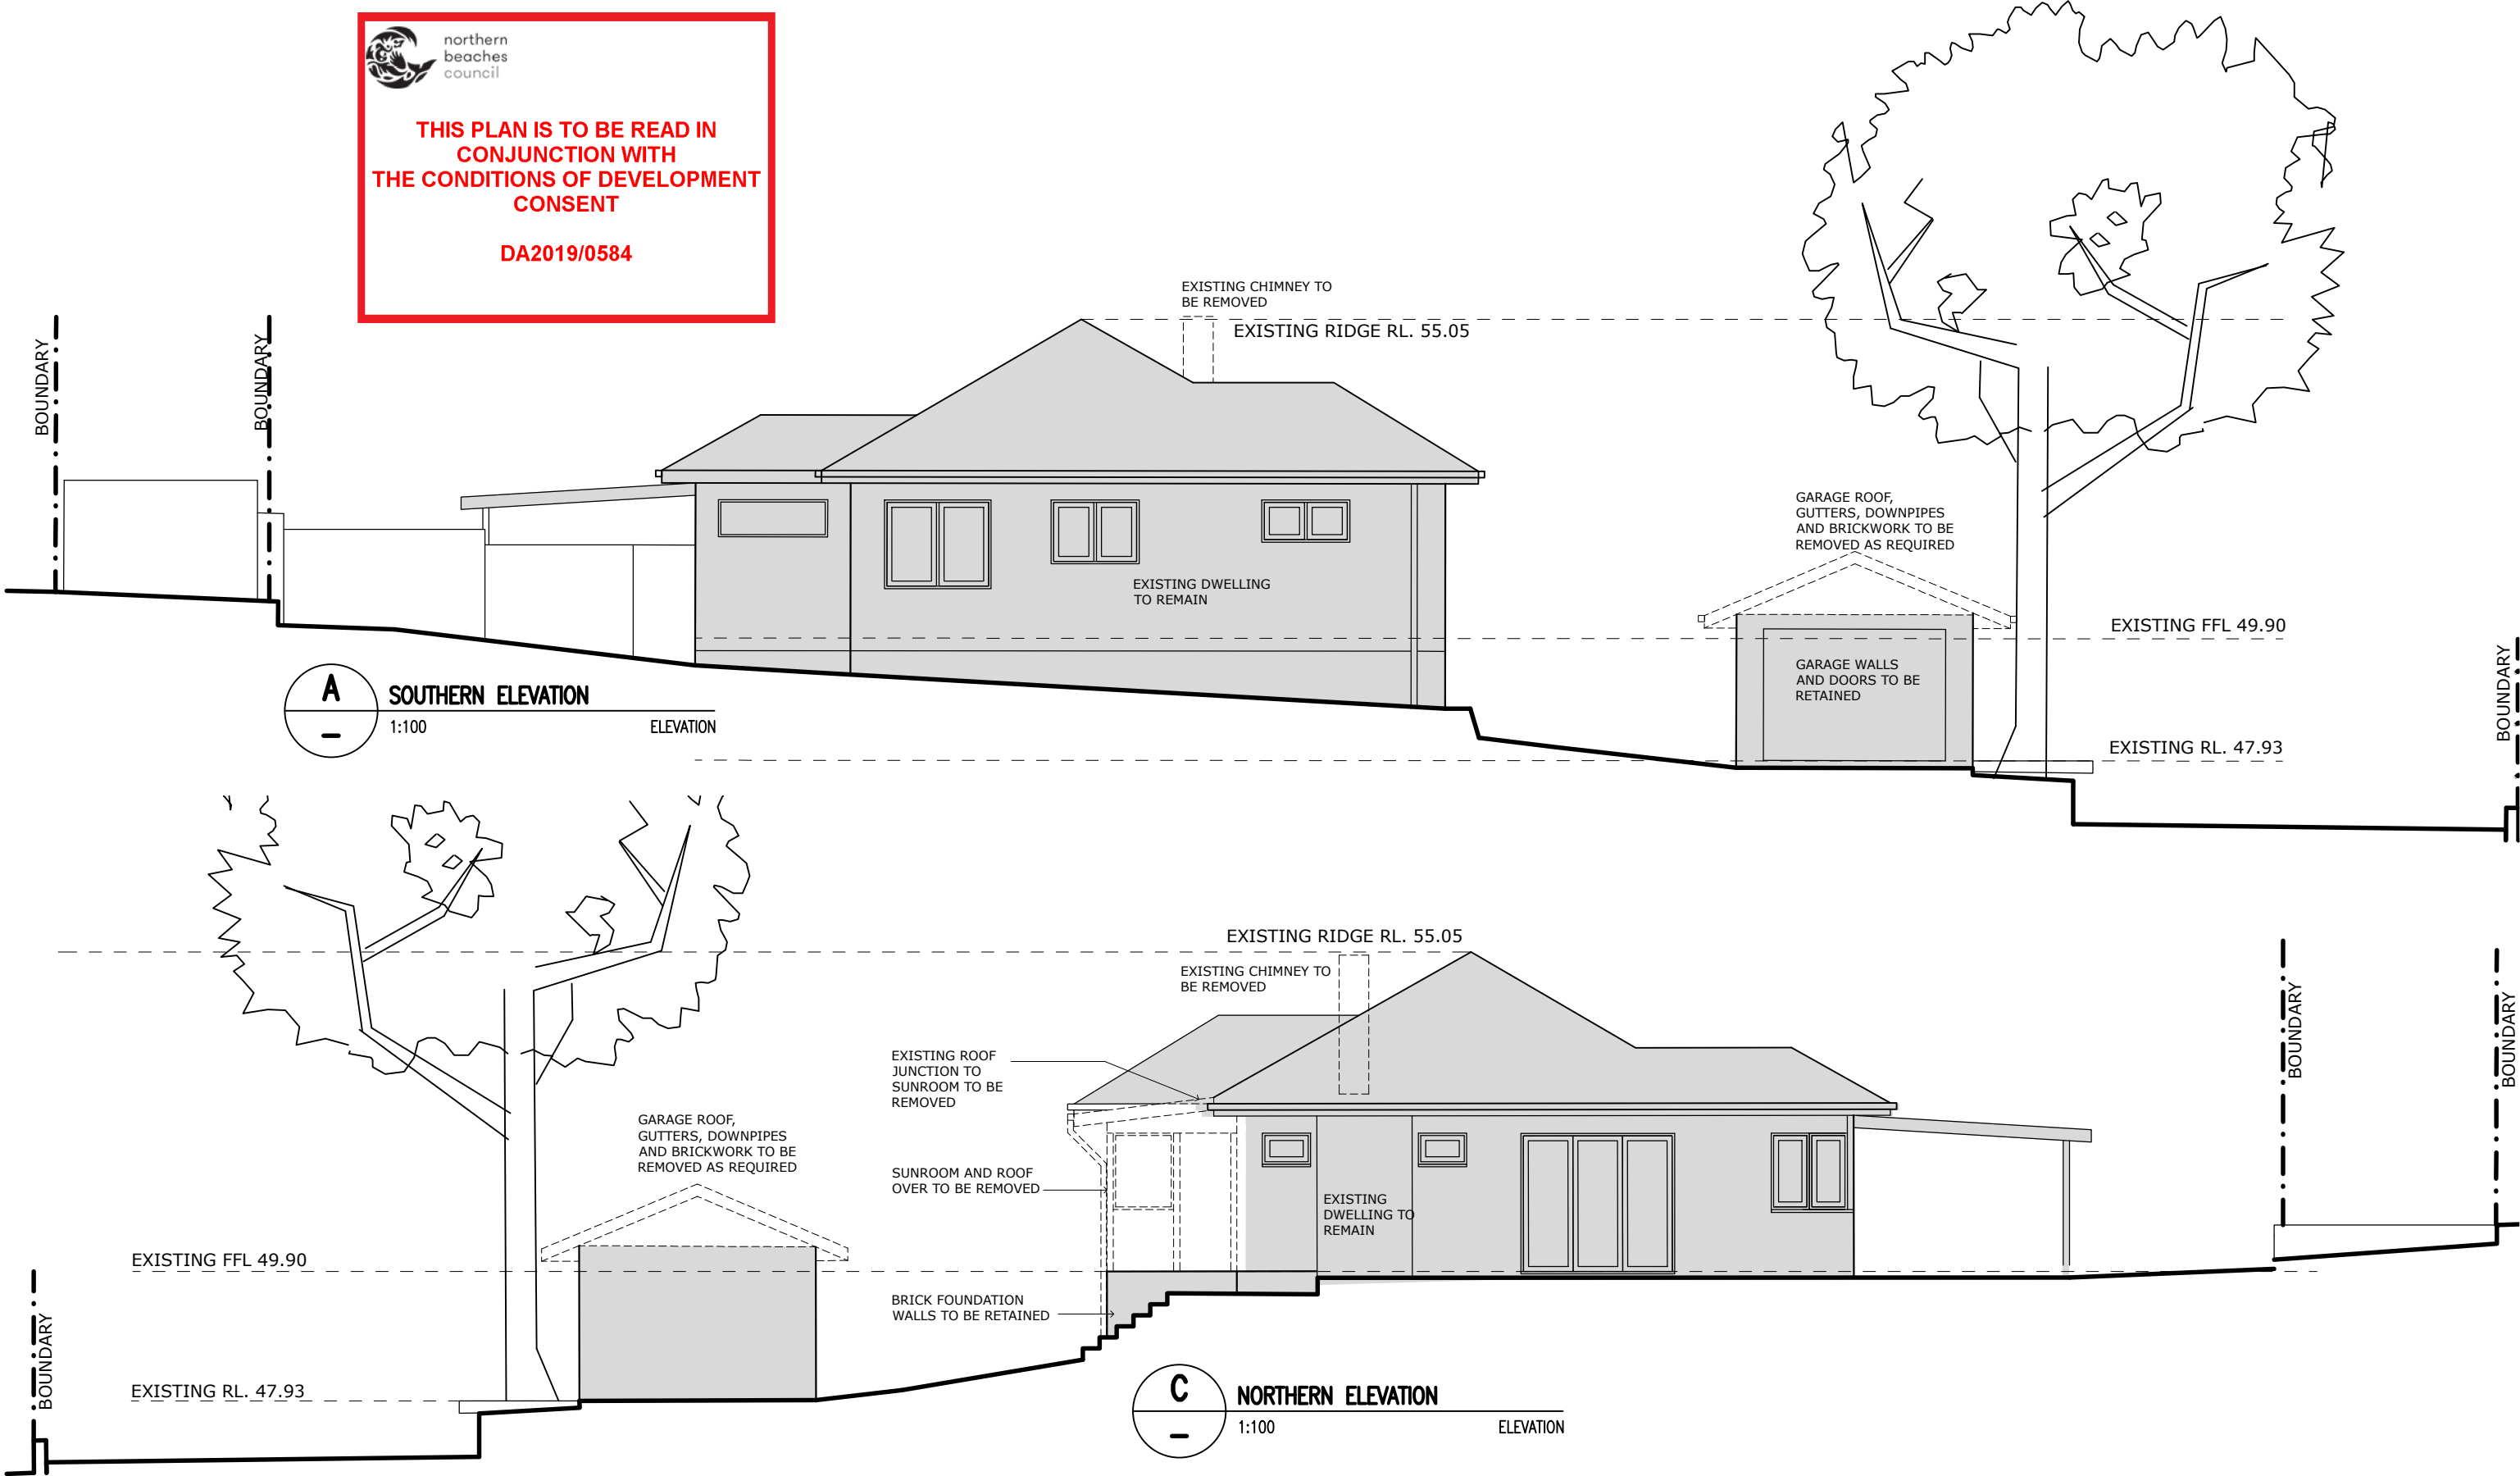 northern
beaches
council
THIS PLAN IS TO BE READ IN
CONJUNCTION WITH
THE CONDITIONS OF DEVELOPMENT
CONSENT
DA2019/0584
EXISTING CHIMNEY TO
BE REMOVED
EXISTING RIDGE RL. 55.05
BOUNDARY
BOUNDARY
GARAGE ROOF,
GUTTERS, DOWNPIPES
AND BRICKWORK TO BE
REMOVED AS REQUIRED
EXISTING DWELLING
TO REMAIN
EXISTING FFL 49.90
GARAGE WALLS
AND DOORS TO BE
RETAINED
BOUNDARY
EXISTING RL. 47.93
A
SOUTHERN ELEVATION
1:100
ELEVATION
EXISTING RIDGE RL. 55.05
EXISTING CHIMNEY TO
BE REMOVED
BOUNDARY
BOUNDARY
EXISTING ROOF
JUNCTION TO
SUNROOM TO BE
REMOVED
GARAGE ROOF,
GUTTERS, DOWNPIPES
AND BRICKWORK TO BE
REMOVED AS REQUIRED
SUNROOM AND ROOF
OVER TO BE REMOVED
EXISTING
DWELLING TO
REMAIN
EXISTING FFL 49.90
BRICK FOUNDATION
WALLS TO BE RETAINED
BOUNDARY
EXISTING RL. 47.93
C
NORTHERN ELEVATION
1:100
ELEVATION